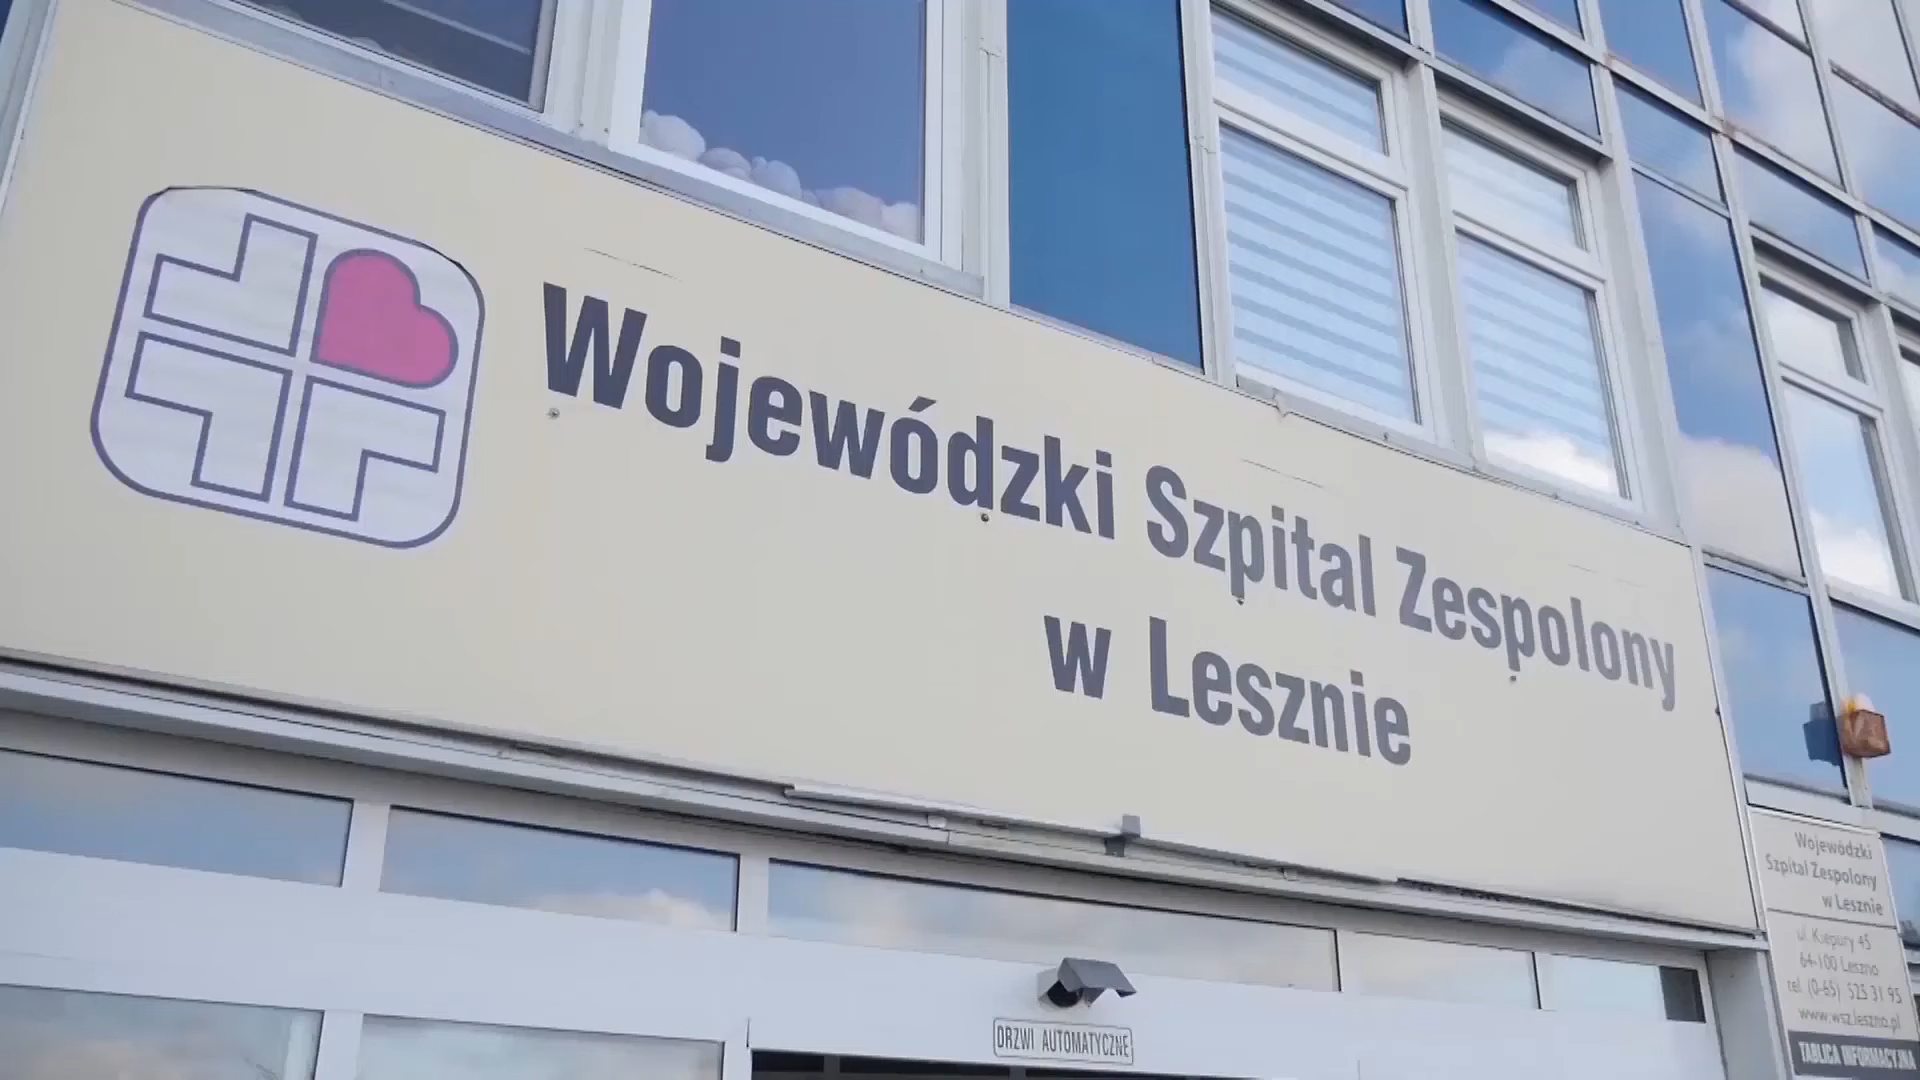 Wojewódzki Szpital Zespolony
w Lesznie
DRZWI AUTOMATYCZNE
Wojewódzki
Szpital Zespolony
w Lesznie
ul. Kiepury 45
64-100 Leszno
tel (0-65) 525 31 95
www.wsz.leszno.pl
TABLICA INFORMACYJNA